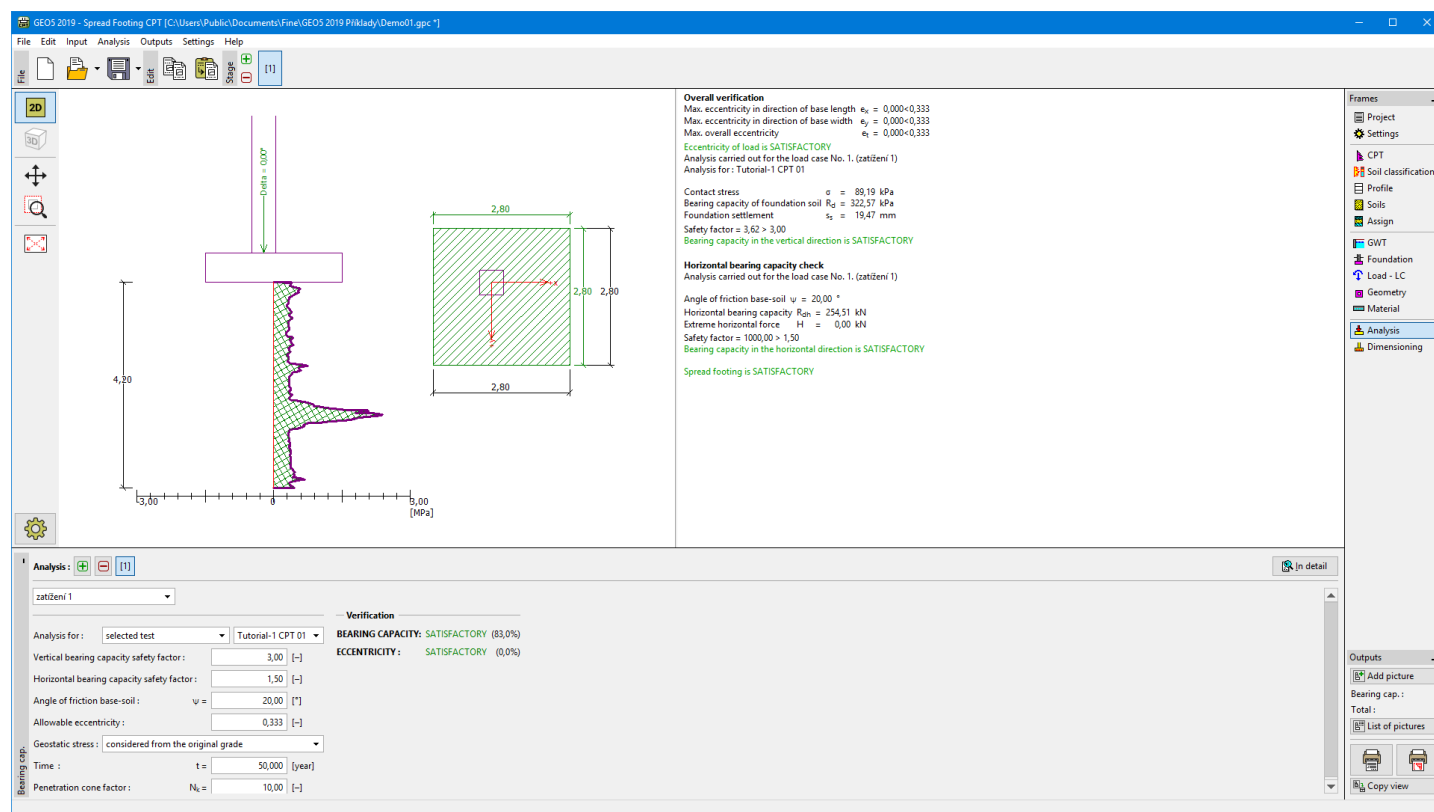 GEO5 2019 - Spread Footing CPT [C:\Users\Public\Documents\Fine\GEO5 2019 Příklady\Demo01.gpc *]
File Edit Input Analysis Outputs Settings Help
File
Edit
Stage
[1]
2D
3D
Delta = 0,00°
2,80
+x
2,80 2,80
4,20
2,80
-3,00 0 3,00
[MPa]
Overall verification
Max. eccentricity in direction of base length ex = 0,000<0,333
Max. eccentricity in direction of base width ey = 0,000<0,333
Max. overall eccentricity et = 0,000<0,333
Eccentricity of load is SATISFACTORY
Analysis carried out for the load case No. 1. (zatížení 1)
Analysis for : Tutorial-1 CPT 01
Contact stress σ = 89,19 kPa
Bearing capacity of foundation soil Rd = 322,57 kPa
Foundation settlement ss = 19,47 mm
Safety factor = 3,62 > 3,00
Bearing capacity in the vertical direction is SATISFACTORY
Horizontal bearing capacity check
Analysis carried out for the load case No. 1. (zatížení 1)
Angle of friction base-soil ψ = 20,00 °
Horizontal bearing capacity Rdh = 254,51 kN
Extreme horizontal force H = 0,00 kN
Safety factor = 1000,00 > 1,50
Bearing capacity in the horizontal direction is SATISFACTORY
Spread footing is SATISFACTORY
Frames
Project
Settings
CPT
Soil classification
Profile
Soils
Assign
GWT
Foundation
Load - LC
Geometry
Material
Analysis
Dimensioning
Analysis : [1]
In detail
zatížení 1
Analysis for : selected test Tutorial-1 CPT 01
Vertical bearing capacity safety factor : 3,00 [–]
Horizontal bearing capacity safety factor : 1,50 [–]
Angle of friction base-soil : ψ = 20,00 [°]
Allowable eccentricity : 0,333 [–]
Geostatic stress : considered from the original grade
Time : t = 50,000 [year]
Penetration cone factor : Nk = 10,00 [–]
Bearing cap.
Verification
BEARING CAPACITY: SATISFACTORY (83,0%)
ECCENTRICITY : SATISFACTORY (0,0%)
Outputs
Add picture
Bearing cap. :
Total :
List of pictures
Copy view